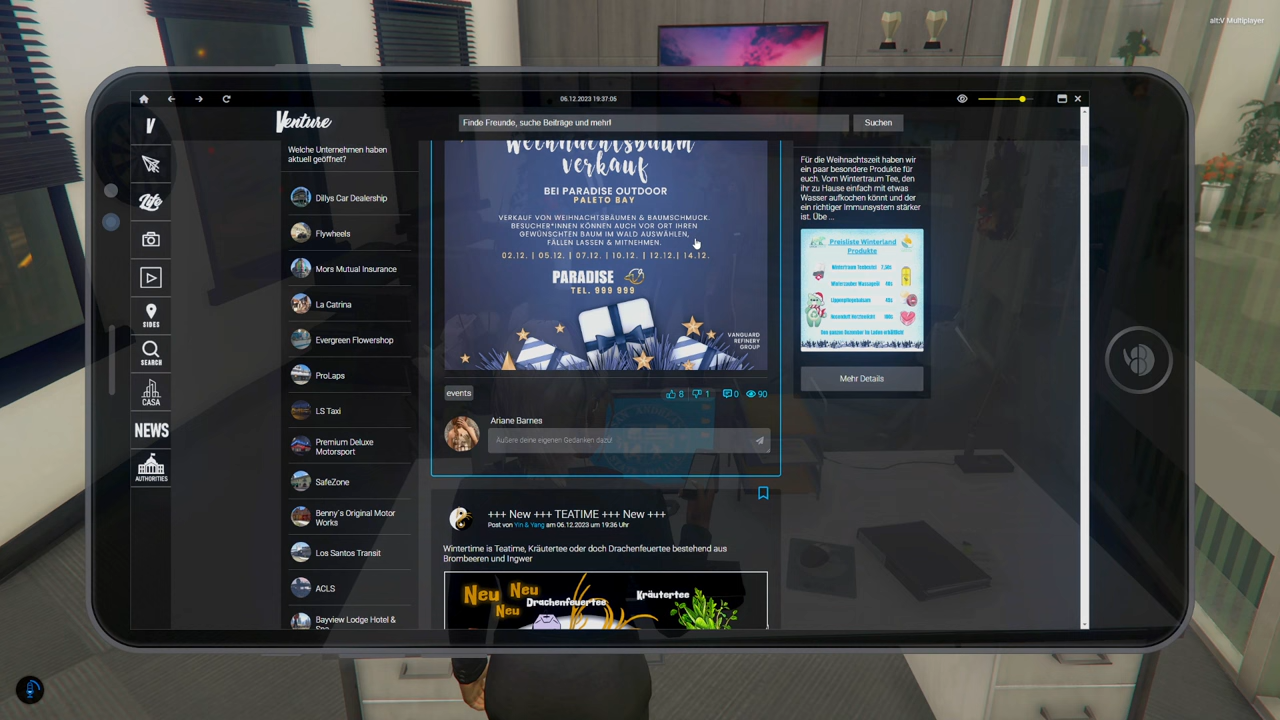 alt:V Multiplayer
06.12.2023 19:37:05
V
Venture
Finde Freunde, suche Beiträge und mehr!
Suchen
Life
SIDES
SEARCH
CASA
NEWS
AUTHORITIES
Welche Unternehmen haben
aktuell geöffnet?
Dillys Car Dealership
Flywheels
Mors Mutual Insurance
La Catrina
Evergreen Flowershop
ProLaps
LS Taxi
Premium Deluxe
Motorsport
SafeZone
Benny´s Original Motor
Works
Los Santos Transit
ACLS
Bayview Lodge Hotel &
Spa
Weihnachtsbaum
verkauf
BEI PARADISE OUTDOOR
PALETO BAY
VERKAUF VON WEIHNACHTSBÄUMEN & BAUMSCHMUCK.
BESUCHER*INNEN KÖNNEN AUCH VOR ORT IHREN
GEWÜNSCHTEN BAUM IM WALD AUSWÄHLEN,
FÄLLEN LASSEN & MITNEHMEN.
02.12. | 05.12. | 07.12. | 10.12. | 12.12.| 14.12.
PARADISE
TEL. 999 999
VANGUARD
REFINERY
GROUP
events
8
1
0
90
Ariane Barnes
Äußere deine eigenen Gedanken dazu!
+++ New +++ TEATIME +++ New +++
Post von Yin & Yang am 06.12.2023 um 19:36 Uhr
Wintertime is Teatime, Kräutertee oder doch Drachenfeuertee bestehend aus
Brombeeren und Ingwer
Neu Neu
Neu
Drachenfeuertee
Kräutertee
Für die Weihnachtszeit haben wir
ein paar besondere Produkte für
euch. Vom Wintertraum Tee, den
ihr zu Hause einfach mit etwas
Wasser aufkochen könnt und der
ein richtiger Immunsystem stärker
ist. Übe ...
Preisliste Winterland
Produkte
Mehr Details